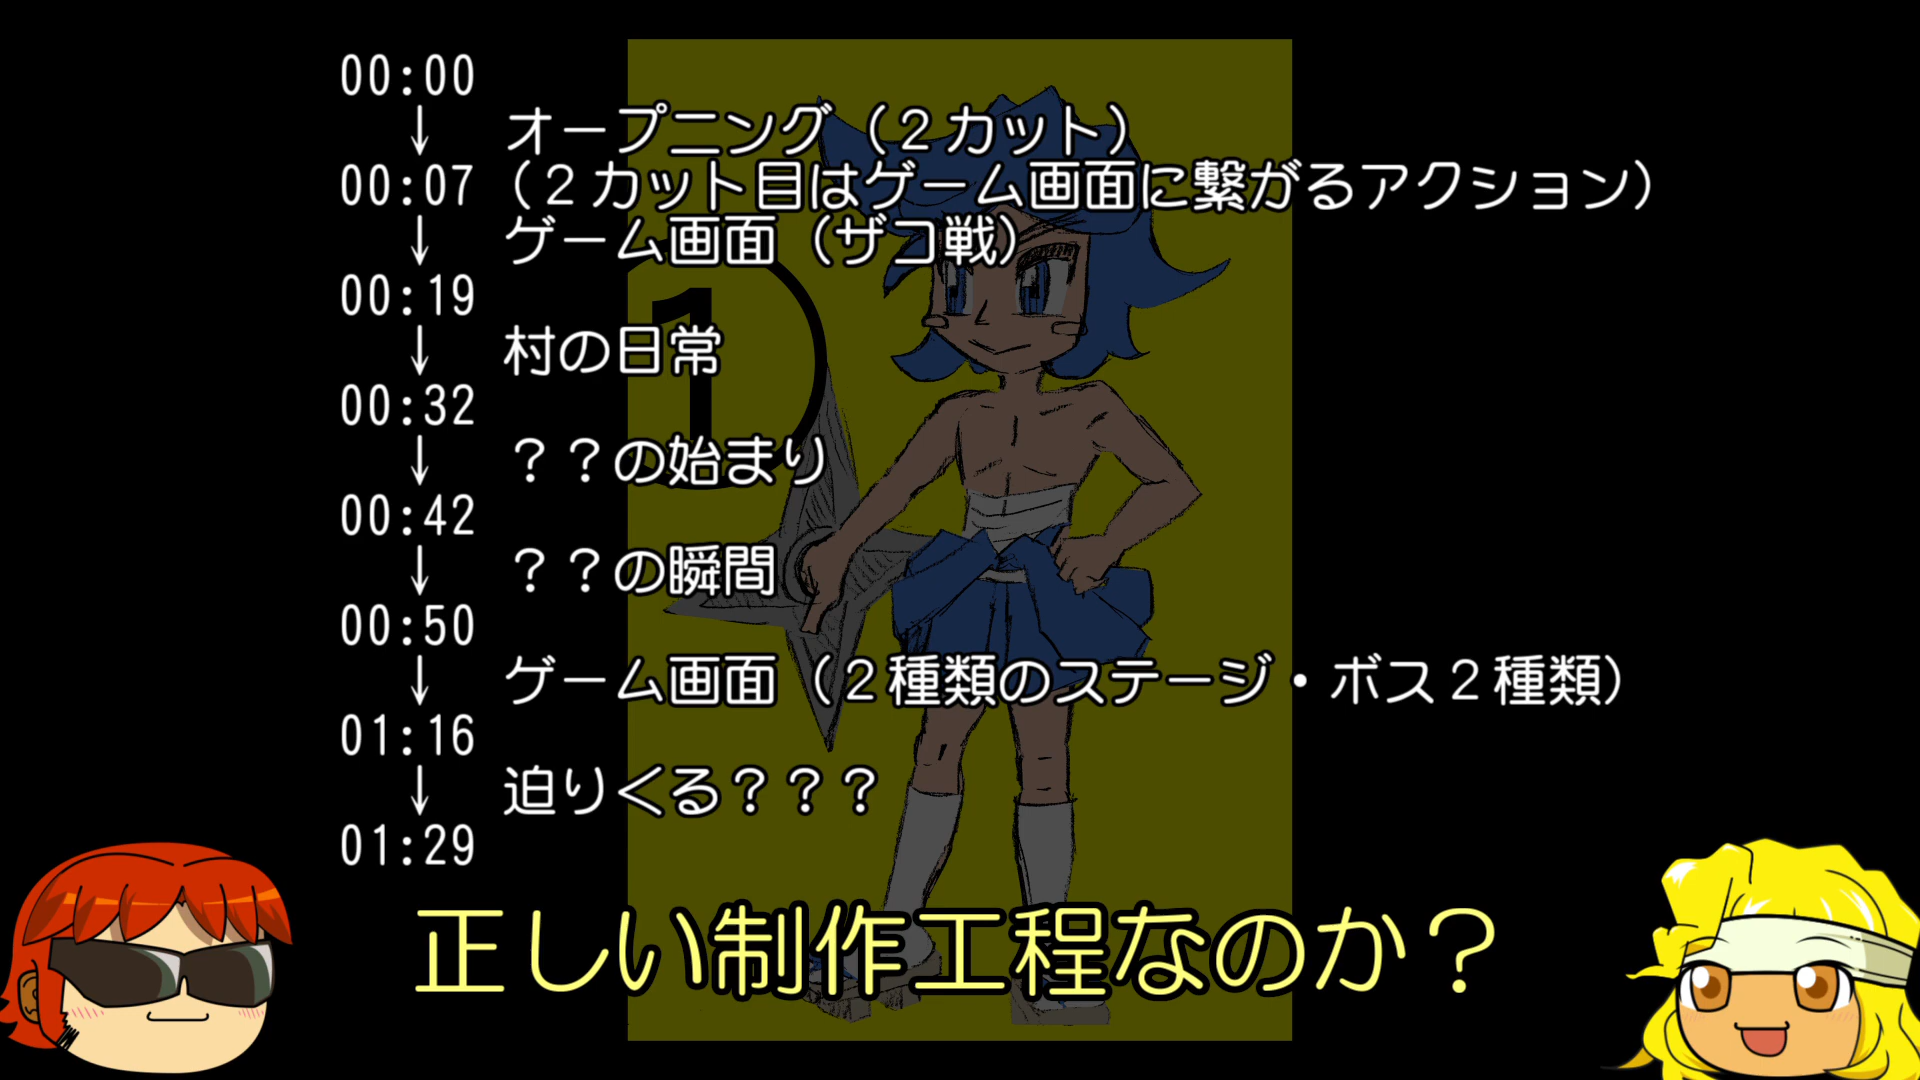 00:00
↓ オープニング（２カット）
00:07 （２カット目はゲーム画面に繋がるアクション）
↓ ゲーム画面（ザコ戦）
00:19
↓ 村の日常
00:32
↓ ？？の始まり
00:42
↓ ？？の瞬間
00:50
↓ ゲーム画面（２種類のステージ・ボス２種類）
01:16
↓ 迫りくる？？？
01:29
1
正しい制作工程なのか？